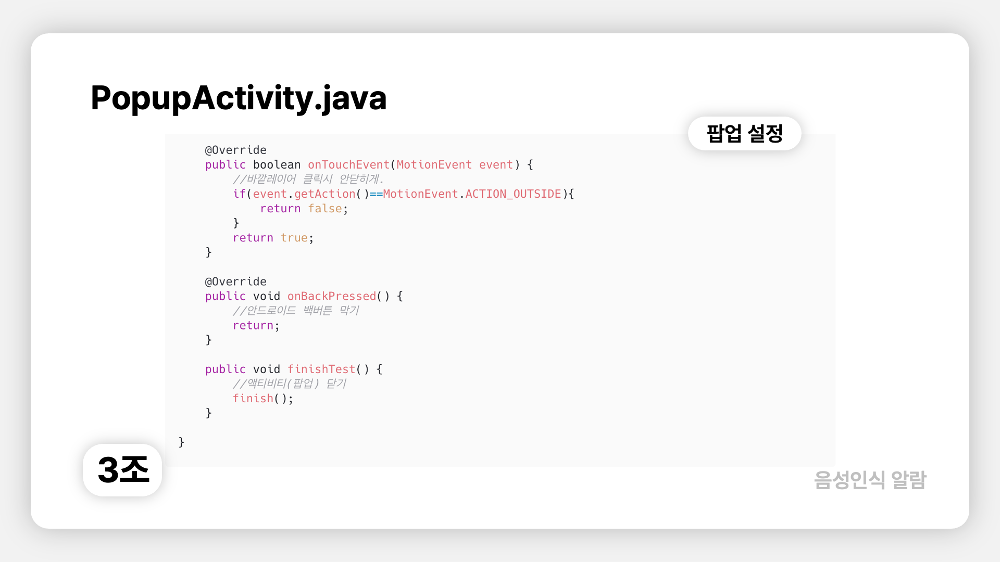 PopupActivity.java
팝업 설정
@Override
public boolean onTouchEvent(MotionEvent event) {
//바깥레이어 클릭시 안닫히게.
if(event.getAction()==MotionEvent.ACTION_OUTSIDE){
return false;
}
return true;
}
@Override
public void onBackPressed() {
//안드로이드 백버튼 막기
return;
}
public void finishTest() {
//액티비티(팝업) 닫기
finish();
}
}
3조
음성인식 알람